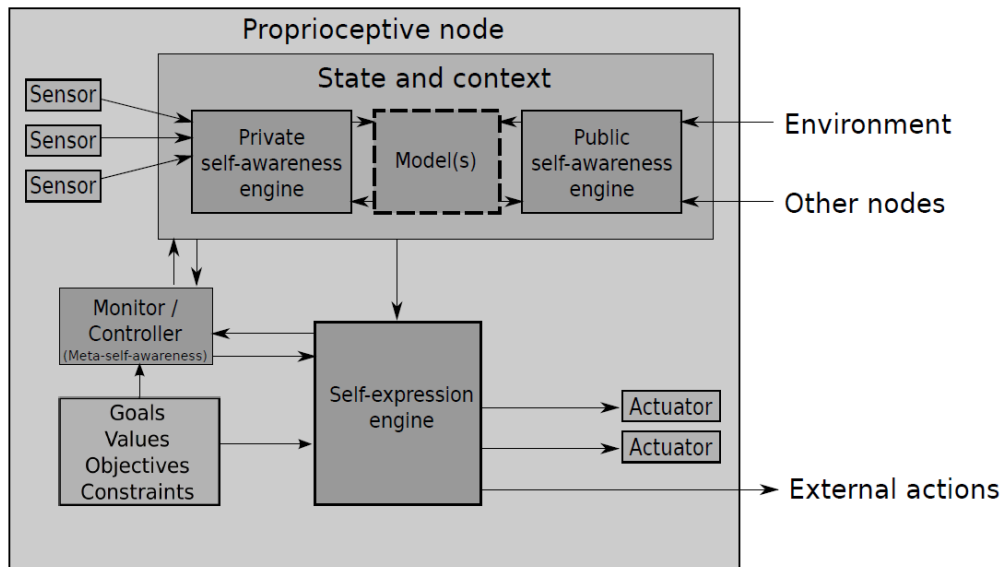 Proprioceptive node
State and context
Sensor
Sensor
Sensor
Private
self-awareness
engine
Model(s)
Public
self-awareness
engine
Environment
Other nodes
Monitor /
Controller
(Meta-self-awareness)
Goals
Values
Objectives
Constraints
Self-expression
engine
Actuator
Actuator
External actions